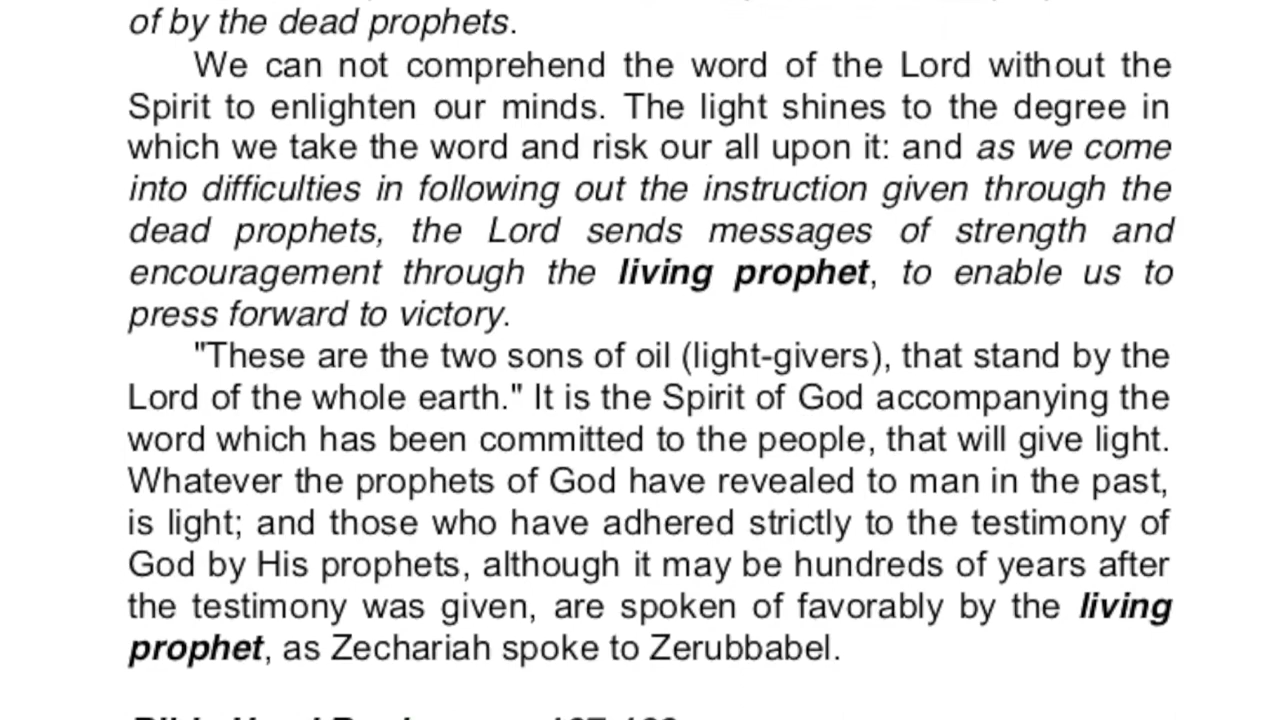 of by the dead prophets.
We can not comprehend the word of the Lord without the
Spirit to enlighten our minds. The light shines to the degree in
which we take the word and risk our all upon it: and as we come
into difficulties in following out the instruction given through the
dead prophets, the Lord sends messages of strength and
encouragement through the living prophet, to enable us to
press forward to victory.
"These are the two sons of oil (light-givers), that stand by the
Lord of the whole earth." It is the Spirit of God accompanying the
word which has been committed to the people, that will give light.
Whatever the prophets of God have revealed to man in the past,
is light; and those who have adhered strictly to the testimony of
God by His prophets, although it may be hundreds of years after
the testimony was given, are spoken of favorably by the living
prophet, as Zechariah spoke to Zerubbabel.